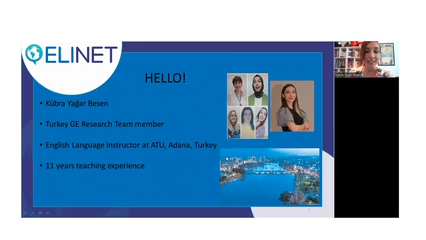 ELINET
HELLO!
• Kübra Yağar Besen
• Turkey GE Research Team member
• English Language Instructor at ATU, Adana, Turkey
• 11 years teaching experience